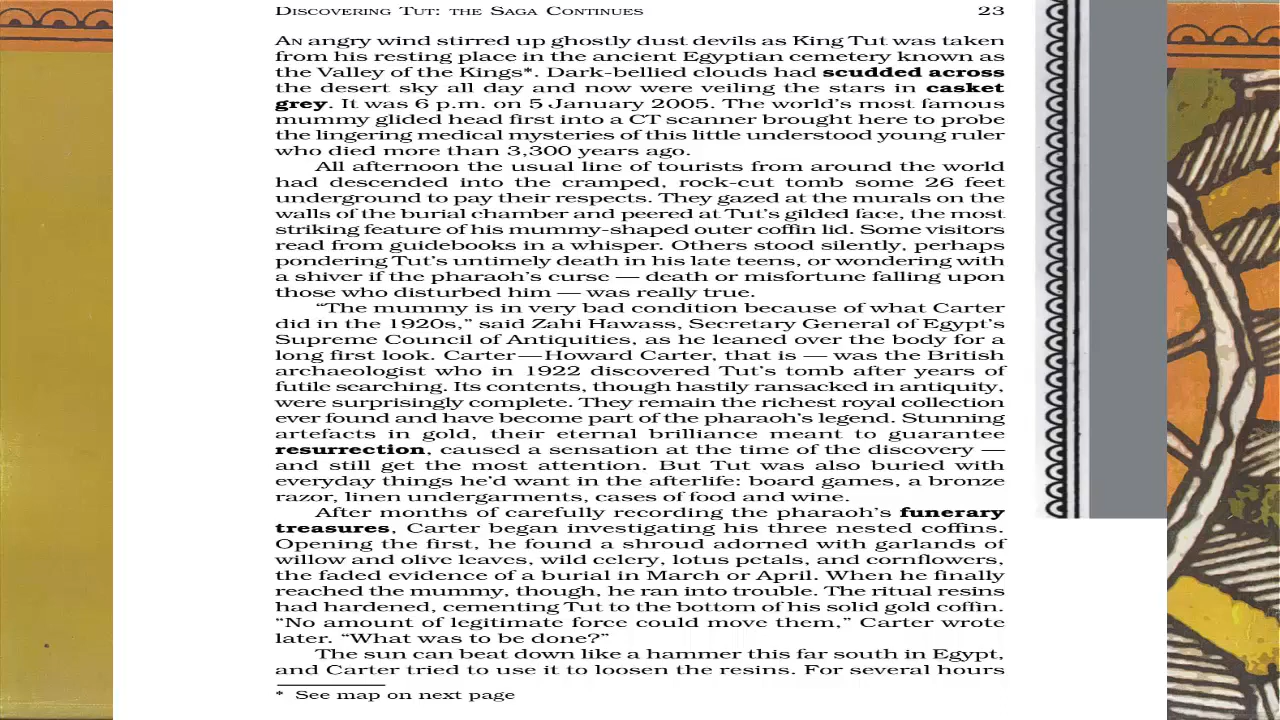 DISCOVERING TUT: THE SAGA CONTINUES 23
AN angry wind stirred up ghostly dust devils as King Tut was taken
from his resting place in the ancient Egyptian cemetery known as
the Valley of the Kings*. Dark-bellied clouds had scudded across
the desert sky all day and now were veiling the stars in casket
grey. It was 6 p.m. on 5 January 2005. The world's most famous
mummy glided head first into a CT scanner brought here to probe
the lingering medical mysteries of this little understood young ruler
who died more than 3,300 years ago.
All afternoon the usual line of tourists from around the world
had descended into the cramped, rock-cut tomb some 26 feet
underground to pay their respects. They gazed at the murals on the
walls of the burial chamber and peered at Tut's gilded face, the most
striking feature of his mummy-shaped outer coffin lid. Some visitors
read from guidebooks in a whisper. Others stood silently, perhaps
pondering Tut's untimely death in his late teens, or wondering with
a shiver if the pharaoh's curse — death or misfortune falling upon
those who disturbed him — was really true.
“The mummy is in very bad condition because of what Carter
did in the 1920s,” said Zahi Hawass, Secretary General of Egypt's
Supreme Council of Antiquities, as he leaned over the body for a
long first look. Carter—Howard Carter, that is — was the British
archaeologist who in 1922 discovered Tut's tomb after years of
futile searching. Its contents, though hastily ransacked in antiquity,
were surprisingly complete. They remain the richest royal collection
ever found and have become part of the pharaoh's legend. Stunning
artefacts in gold, their eternal brilliance meant to guarantee
resurrection, caused a sensation at the time of the discovery —
and still get the most attention. But Tut was also buried with
everyday things he'd want in the afterlife: board games, a bronze
razor, linen undergarments, cases of food and wine.
After months of carefully recording the pharaoh's funerary
treasures, Carter began investigating his three nested coffins.
Opening the first, he found a shroud adorned with garlands of
willow and olive leaves, wild celery, lotus petals, and cornflowers,
the faded evidence of a burial in March or April. When he finally
reached the mummy, though, he ran into trouble. The ritual resins
had hardened, cementing Tut to the bottom of his solid gold coffin.
“No amount of legitimate force could move them,” Carter wrote
later. “What was to be done?”
The sun can beat down like a hammer this far south in Egypt,
and Carter tried to use it to loosen the resins. For several hours
* See map on next page